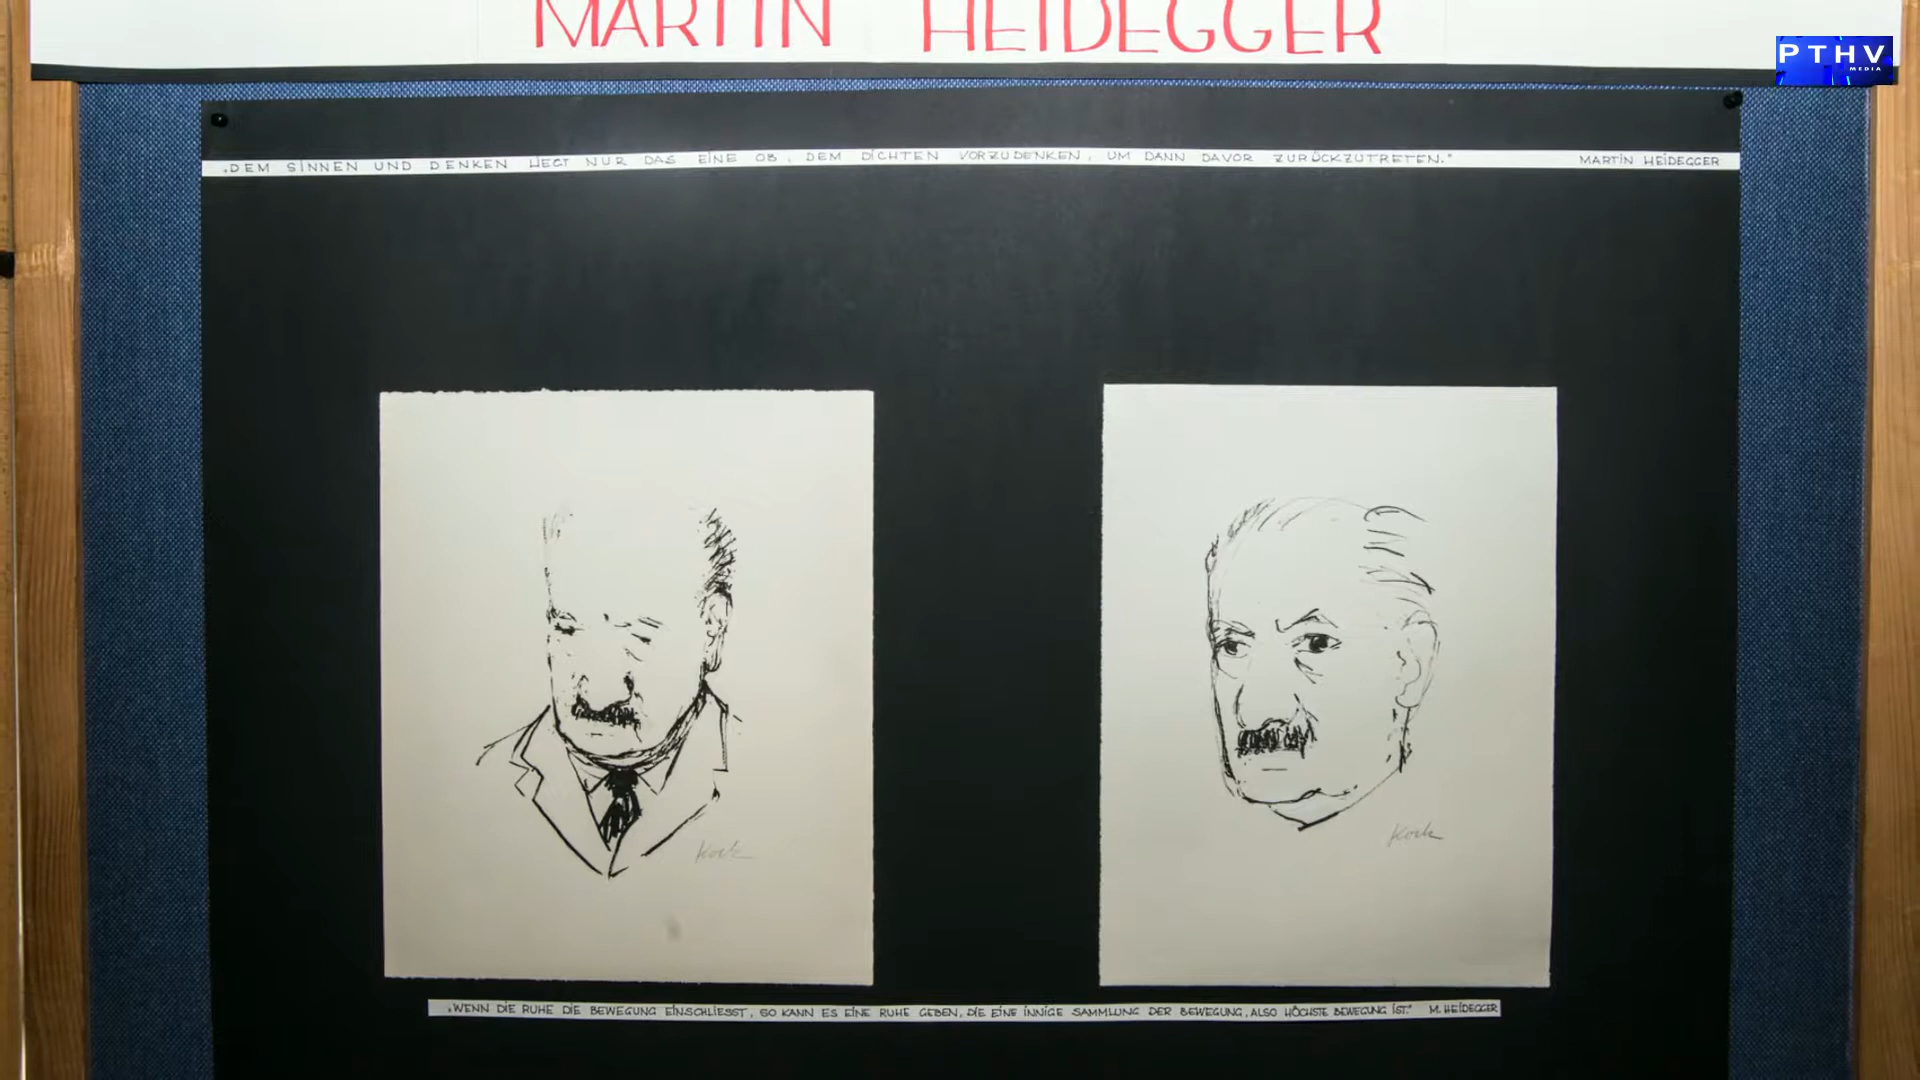 MARTIN HEIDEGGER
PTHV
MEDIA
„DEM SINNEN UND DENKEN LIEGT NUR DAS EINE OB, DEM DICHTEN VORZUDENKEN, UM DANN DAVOR ZURÜCKZUTRETEN.“ MARTIN HEIDEGGER
Koch
Koch
„WENN DIE RUHE DIE BEWEGUNG EINSCHLIESST, SO KANN ES EINE RUHE GEBEN, DIE EINE INNIGE SAMMLUNG DER BEWEGUNG, ALSO HÖCHSTE BEWEGUNG IST.“ M. HEIDEGGER